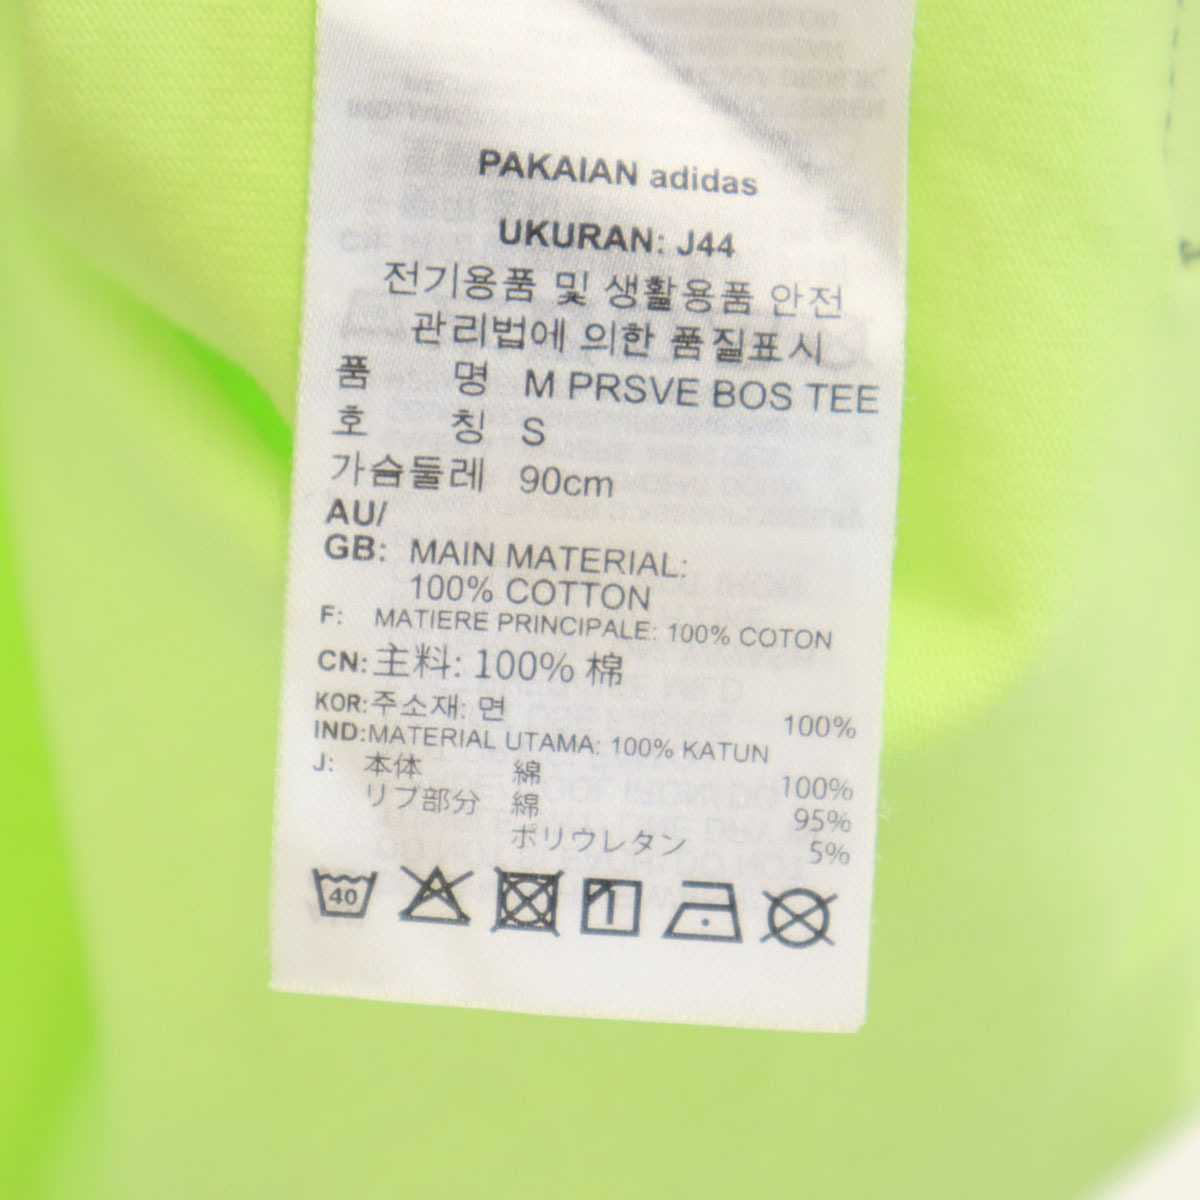 PAKAIAN adidas
UKURAN: J44
전기용품 및 생활용품 안전
관리법에 의한 품질표시
품 명 M PRSVE BOS TEE
호 칭 S
가슴둘레 90cm
AU/
GB: MAIN MATERIAL:
100% COTTON
F: MATIERE PRINCIPALE: 100% COTON
CN: 主料: 100% 棉
KOR: 주소재: 면 100%
IND: MATERIAL UTAMA: 100% KATUN
J: 本体 綿 100%
リブ部分 綿 95%
ポリウレタン 5%
40